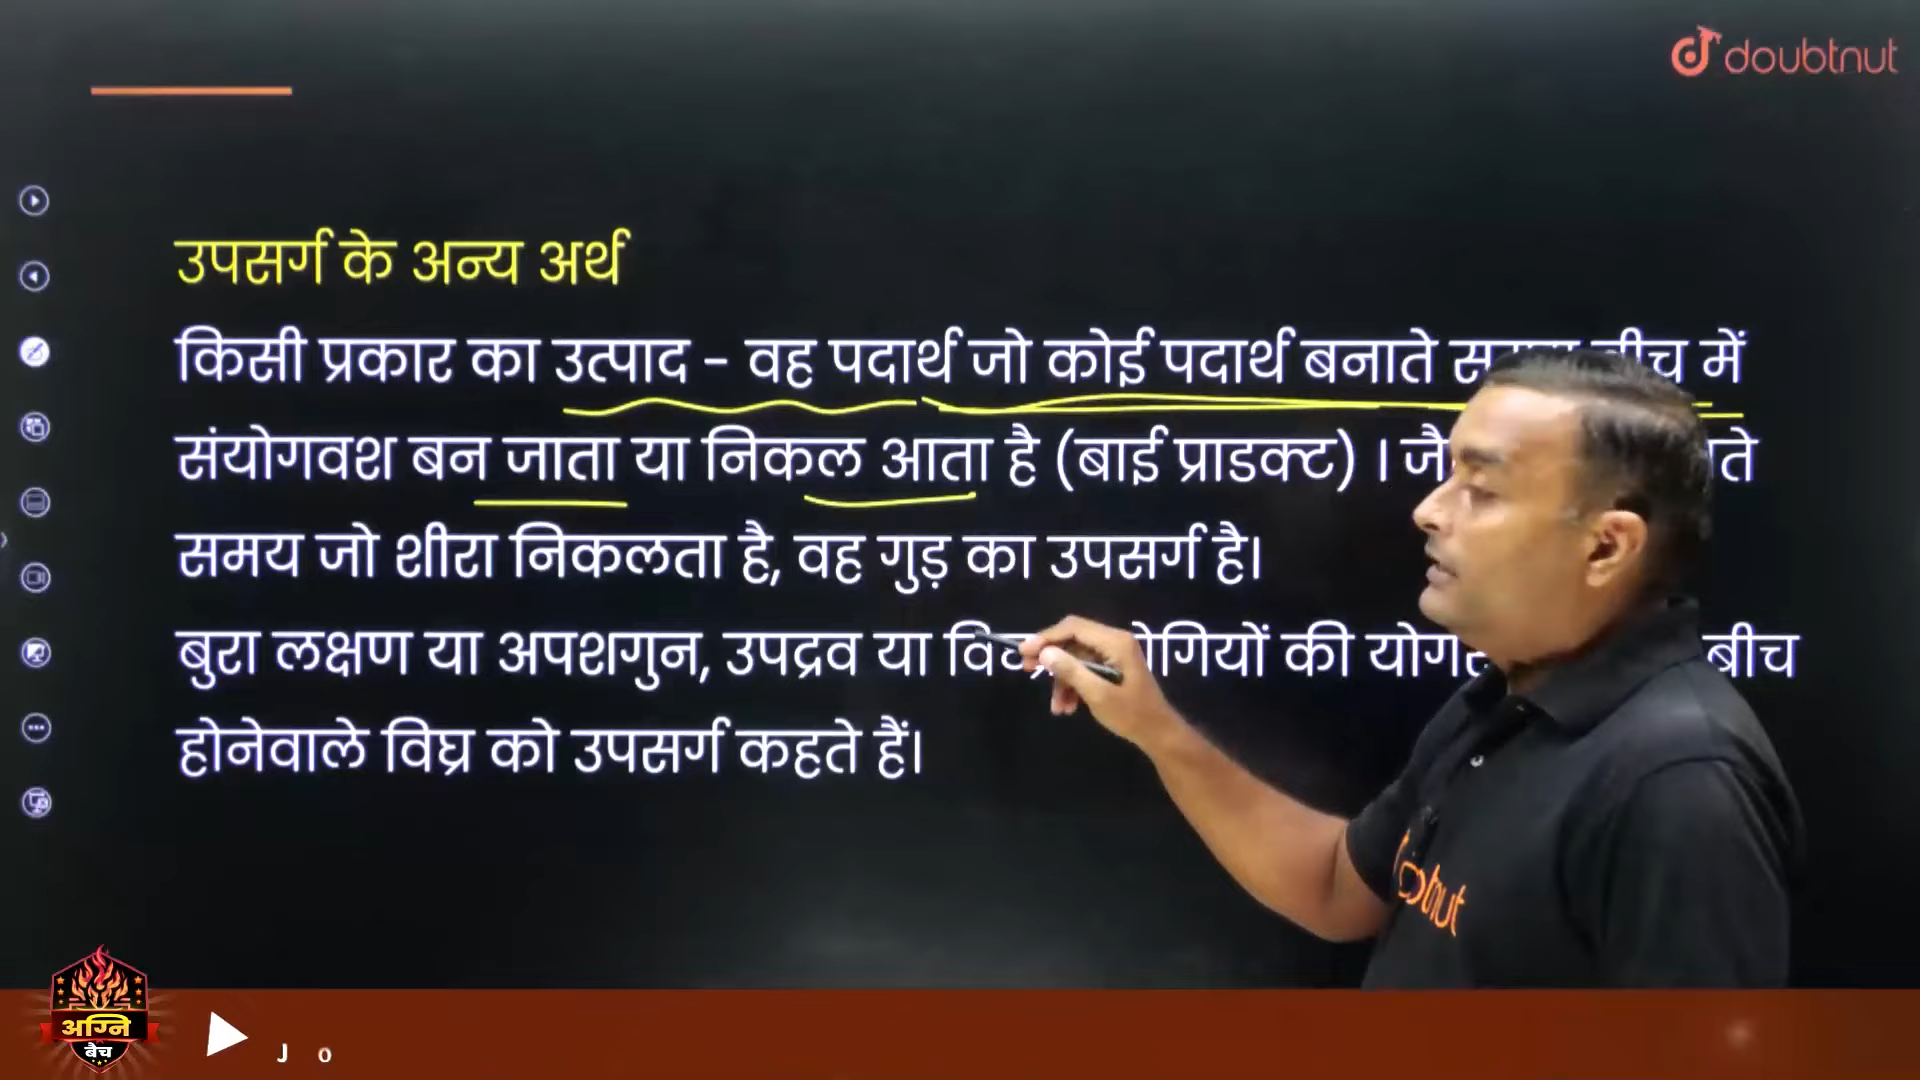 doubtnut
उपसर्ग के अन्य अर्थ
किसी प्रकार का उत्पाद - वह पदार्थ जो कोई पदार्थ बनाते में
संयोगवश बन जाता या निकल आता है (बाई प्राडक्ट) ।
समय जो शीरा निकलता है, वह गुड़ का उपसर्ग है।
बुरा लक्षण या अपशगुन, उपद्रव या की बीच
होनेवाले विघ्र को उपसर्ग कहते हैं।
अग्नि
बैच
J o